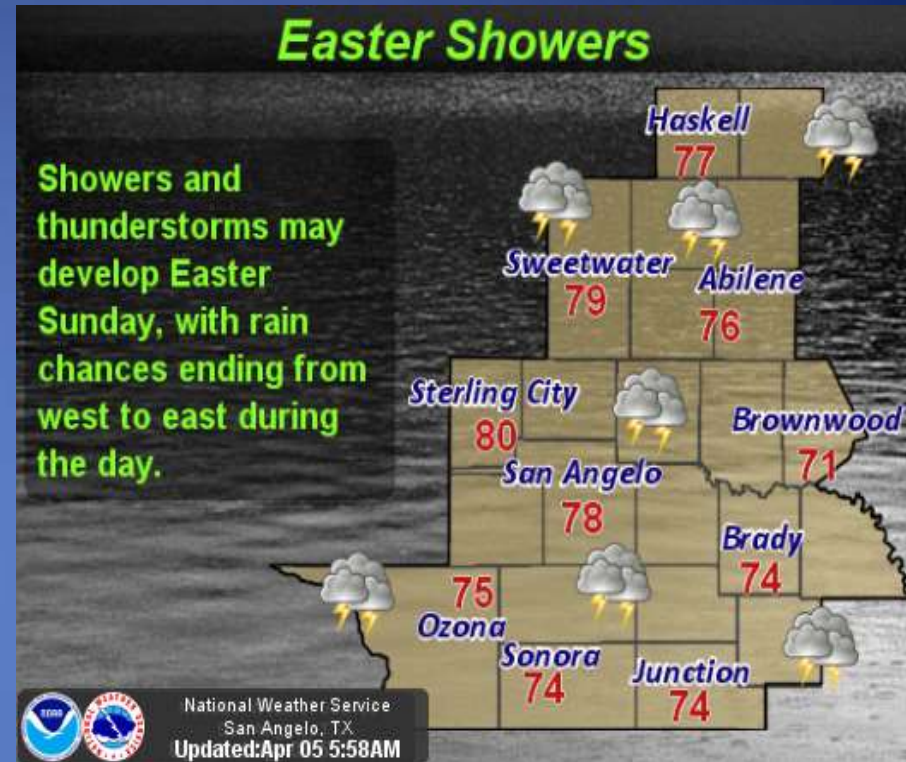 Easter Showers
Showers and
thunderstorms may
develop Easter
Sunday, with rain
chances ending from
west to east during
the day.
Haskell
77
Sweetwater
79
Abilene
76
Sterling City
80
Brownwood
71
San Angelo
78
Brady
74
75
Ozona
Sonora
74
Junction
74
National Weather Service
San Angelo, TX
Updated:Apr 05 5:58AM